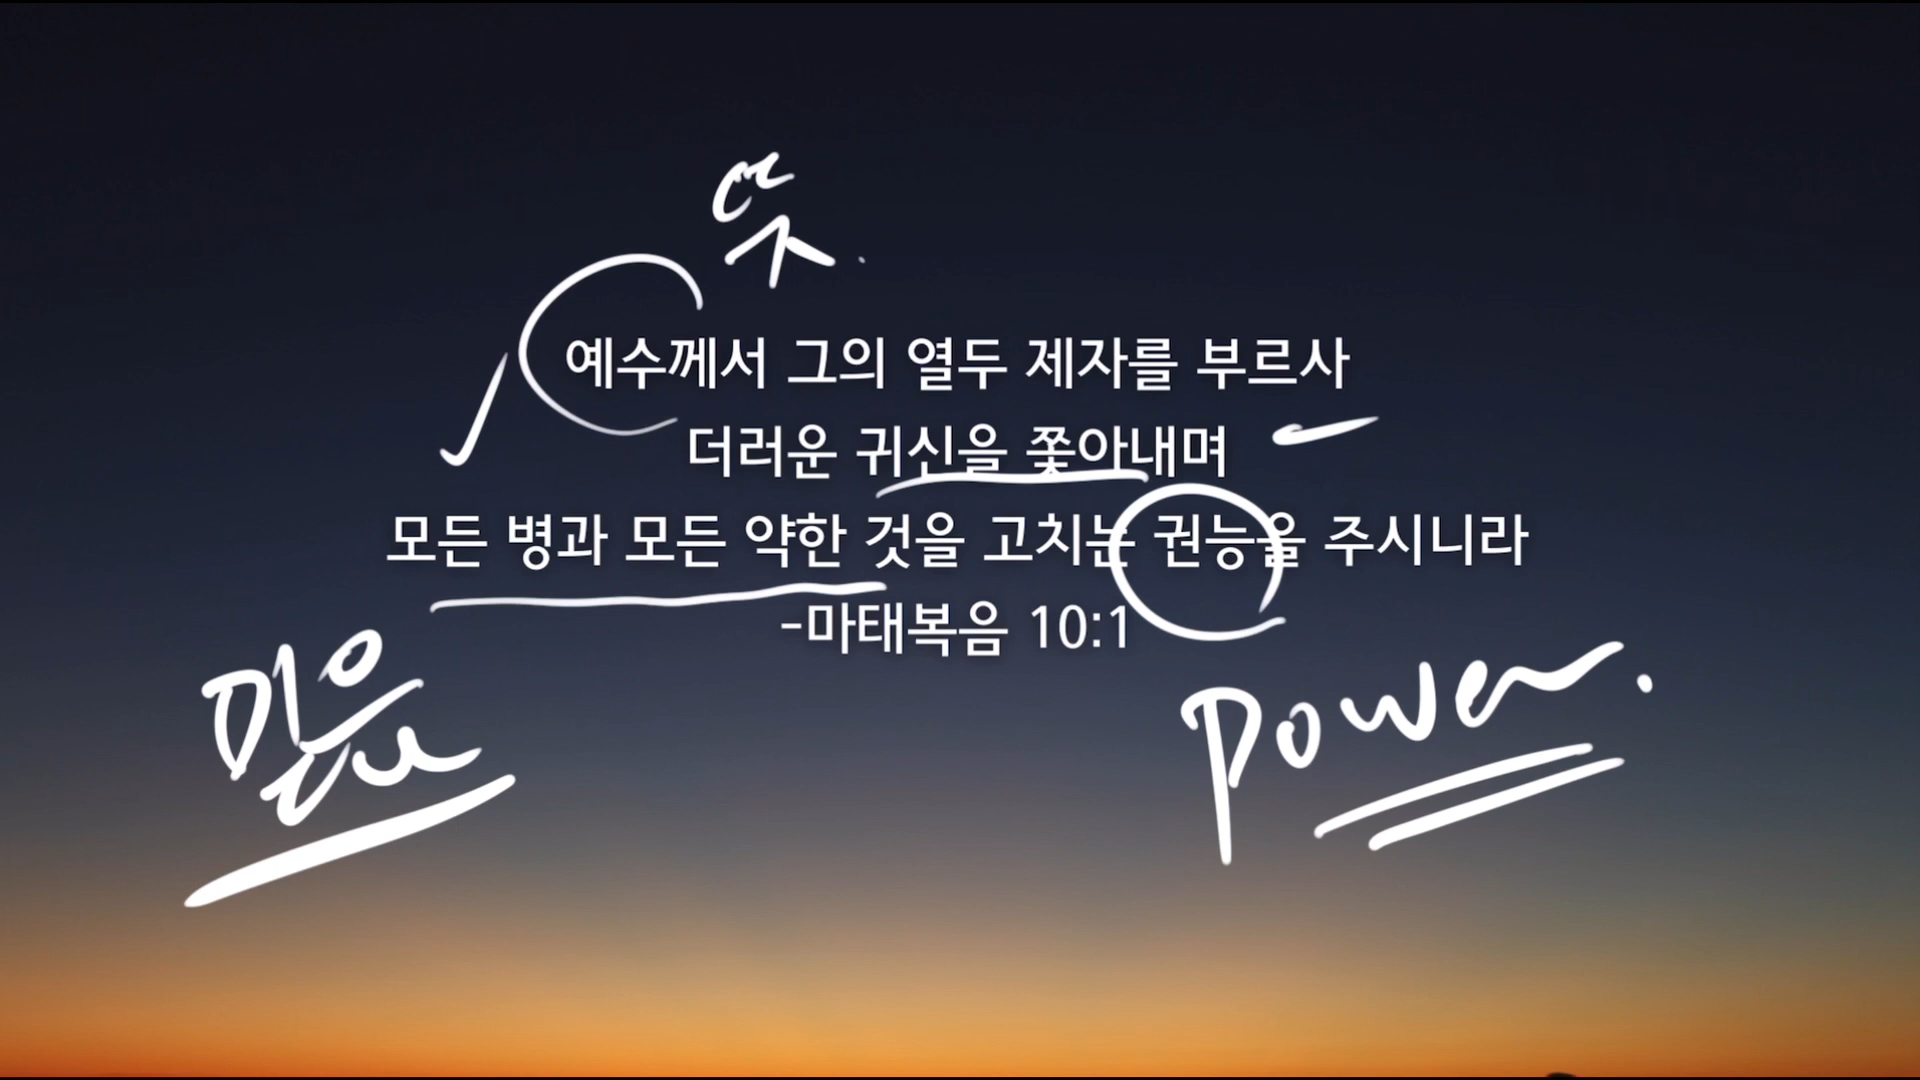 뜻.
예수께서 그의 열두 제자를 부르사
더러운 귀신을 쫓아내며
모든 병과 모든 약한 것을 고치는 권능을 주시니라
-마태복음 10:1
믿음
power.